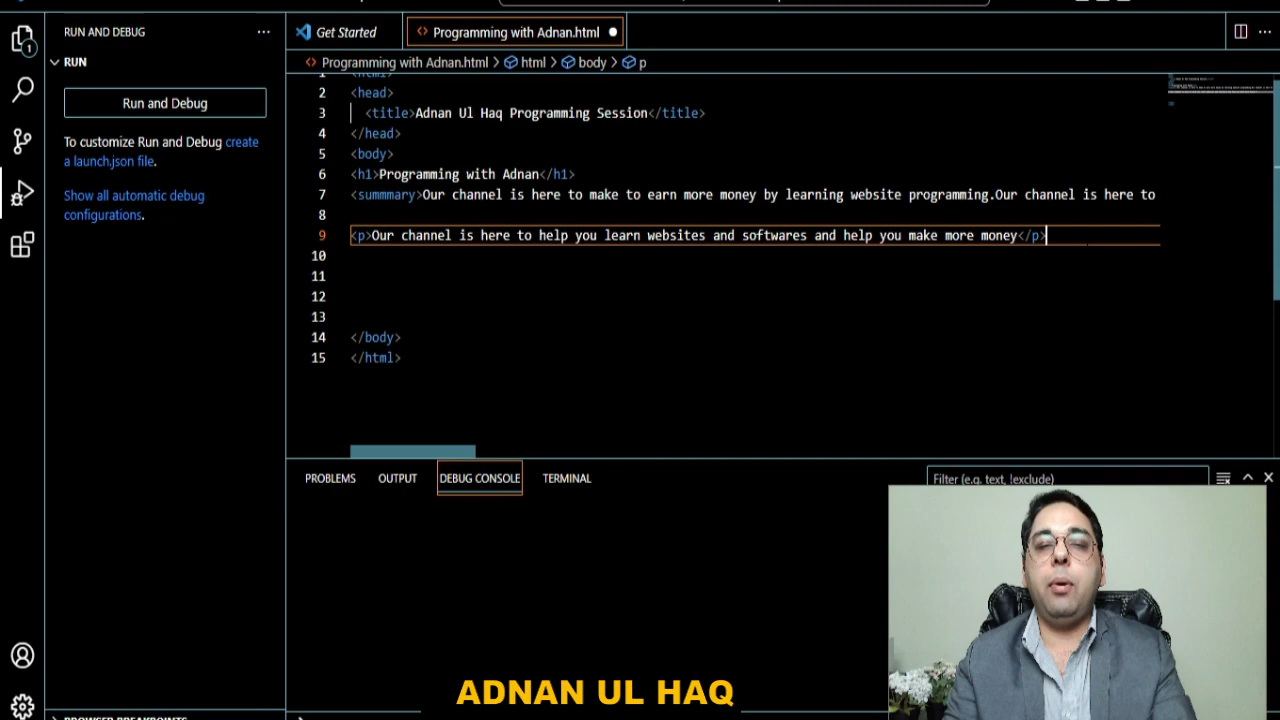 RUN AND DEBUG
Get Started
Programming with Adnan.html
1
RUN
Programming with Adnan.html > html > body > p
1 <html>
2 <head>
Run and Debug
3 <title>Adnan Ul Haq Programming Session</title>
4 </head>
To customize Run and Debug create
a launch.json file.
5 <body>
6 <h1>Programming with Adnan</h1>
Show all automatic debug
configurations.
7 <summmary>Our channel is here to make to earn more money by learning website programming.Our channel is here to
8
9 <p>Our channel is here to help you learn websites and softwares and help you make more money</p>
10
11
12
13
14 </body>
15 </html>
PROBLEMS
OUTPUT
DEBUG CONSOLE
TERMINAL
Filter (e.g. text, !exclude)
ADNAN UL HAQ
BROWSER BREAKPOINTS